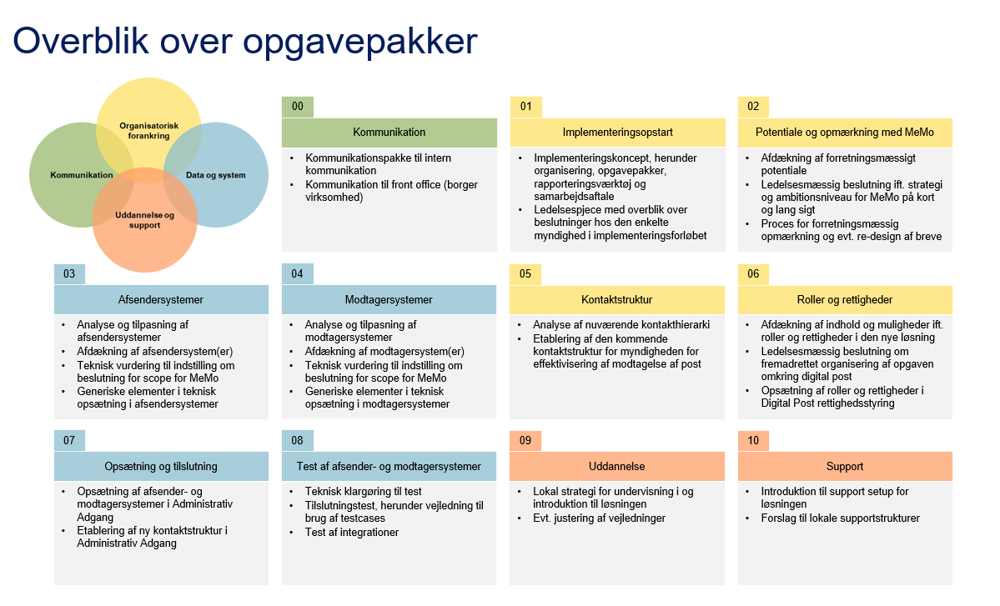 Overblik over opgavepakker
Organisatorisk
forankring
Kommunikation
Data og system
Uddannelse og
support
00
Kommunikation
• Kommunikationspakke til intern
kommunikation
• Kommunikation til front office (borger
virksomhed)
01
Implementeringsopstart
• Implementeringskoncept, herunder
organisering, opgavepakker,
rapporteringsværktøj og
samarbejdsaftale
• Ledelsespjece med overblik over
beslutninger hos den enkelte
myndighed i implementeringsforløbet
02
Potentiale og opmærkning med MeMo
• Afdækning af forretningsmæssigt
potentiale
• Ledelsesmæssig beslutning ift. strategi
og ambitionsniveau for MeMo på kort
og lang sigt
• Proces for forretningsmæssig
opmærkning og evt. re-design af breve
03
Afsendersystemer
• Analyse og tilpasning af
afsendersystemer
• Afdækning af afsendersystem(er)
• Teknisk vurdering til indstilling om
beslutning for scope for MeMo
• Generiske elementer i teknisk
opsætning i afsendersystemer
04
Modtagersystemer
• Analyse og tilpasning af
modtagersystemer
• Afdækning af modtagersystem(er)
• Teknisk vurdering til indstilling om
beslutning for scope for MeMo
• Generiske elementer i teknisk
opsætning i modtagersystemer
05
Kontaktstruktur
• Analyse af nuværende kontakthierarki
• Etablering af den kommende
kontaktstruktur for myndigheden for
effektivisering af modtagelse af post
06
Roller og rettigheder
• Afdækning af indhold og muligheder ift.
roller og rettigheder i den nye løsning
• Ledelsesmæssig beslutning om
fremadrettet organisering af opgaven
omkring digital post
• Opsætning af roller og rettigheder i
Digital Post rettighedsstyring
07
Opsætning og tilslutning
• Opsætning af afsender- og
modtagersystemer i Administrativ
Adgang
• Etablering af ny kontaktstruktur i
Administrativ Adgang
08
Test af afsender- og modtagersystemer
• Teknisk klargøring til test
• Tilslutningstest, herunder vejledning til
brug af testcases
• Test af integrationer
09
Uddannelse
• Lokal strategi for undervisning i og
introduktion til løsningen
• Evt. justering af vejledninger
10
Support
• Introduktion til support setup for
løsningen
• Forslag til lokale supportstrukturer